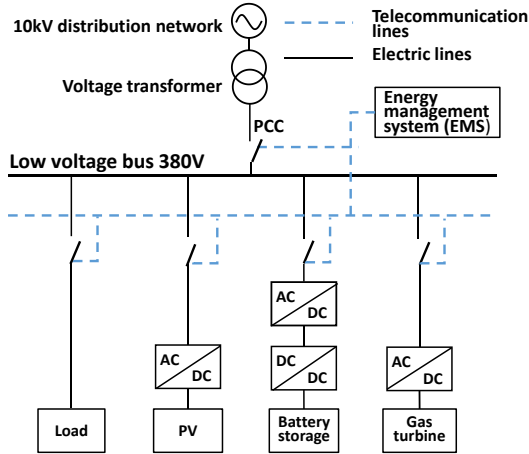 10kV distribution network
Telecommunication
lines
Electric lines
Voltage transformer
Energy
management
system (EMS)
PCC
Low voltage bus 380V
AC
DC
AC
DC
DC
DC
AC
DC
Load
PV
Battery
storage
Gas
turbine